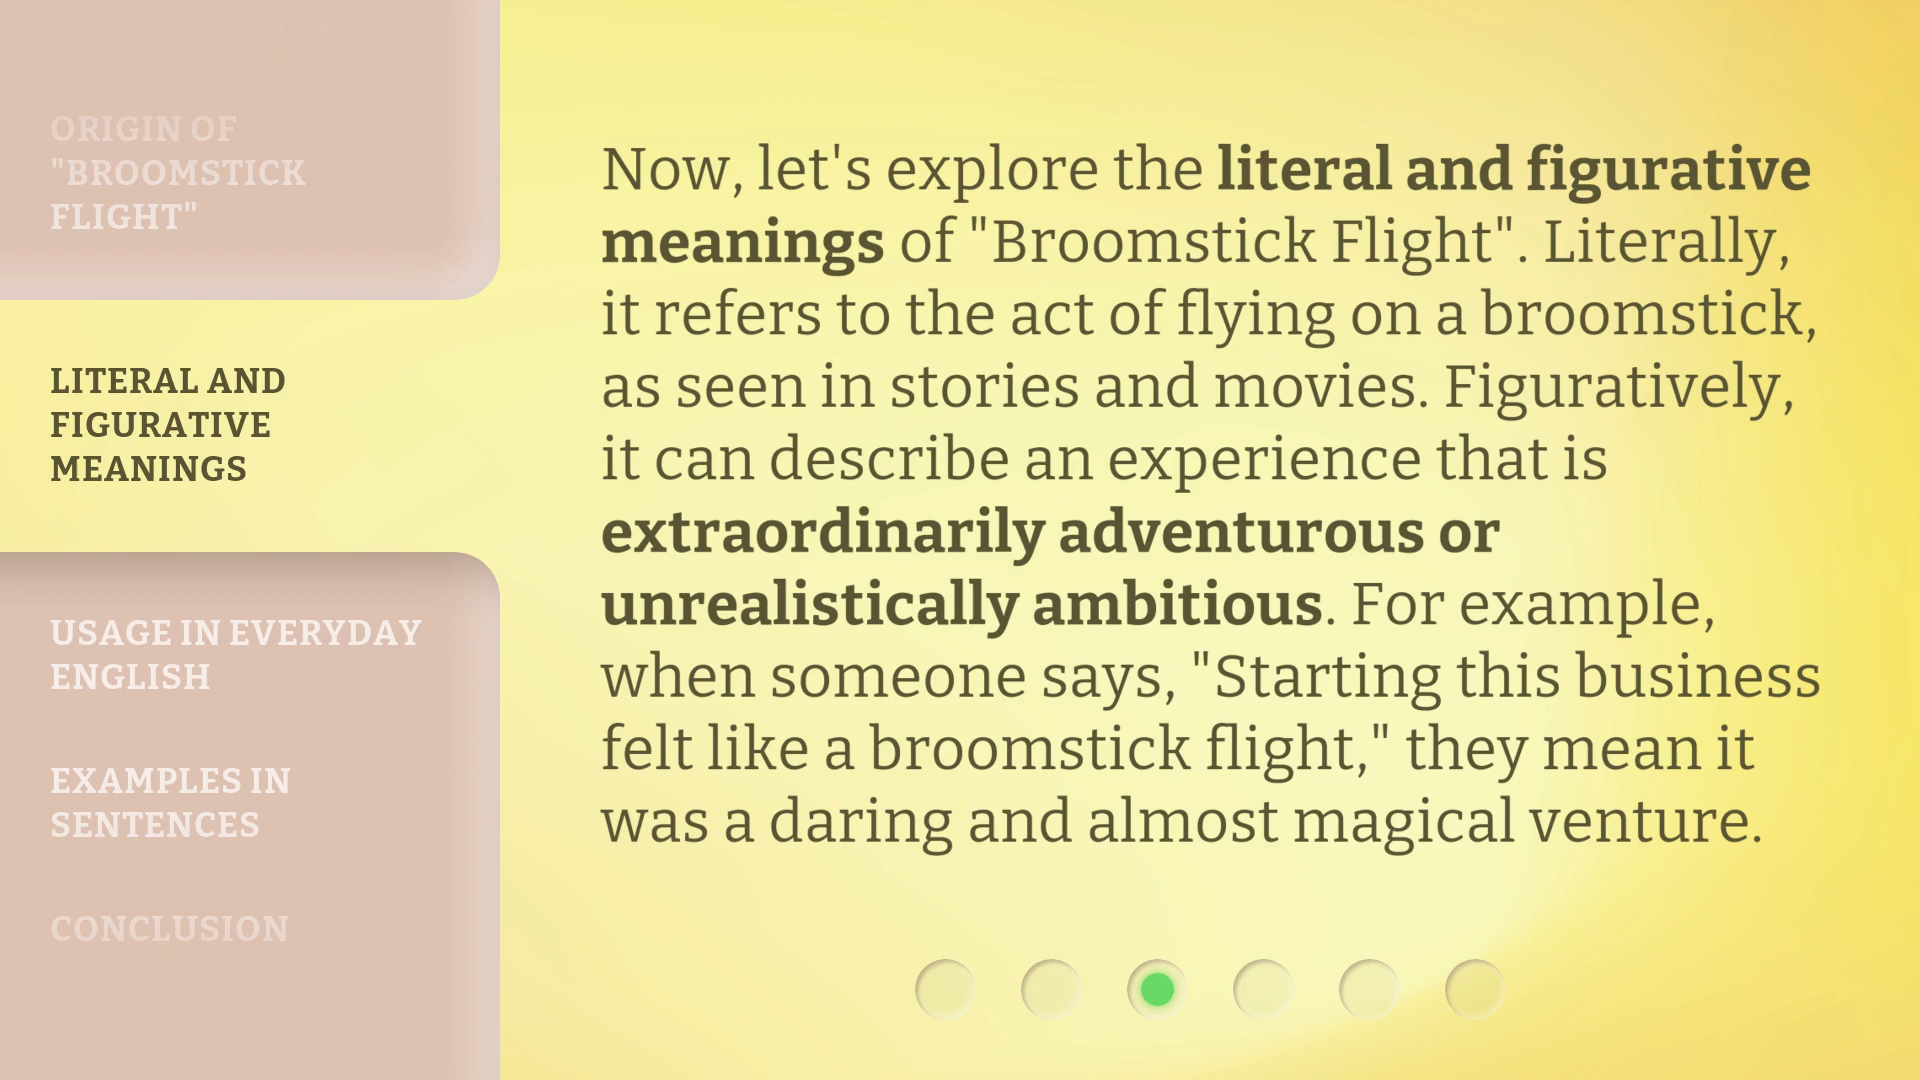 ORIGIN OF
"BROOMSTICK
FLIGHT"
LITERAL AND
FIGURATIVE
MEANINGS
USAGE IN EVERYDAY
ENGLISH
EXAMPLES IN
SENTENCES
CONCLUSION
Now, let's explore the literal and figurative
meanings of "Broomstick Flight". Literally,
it refers to the act of flying on a broomstick,
as seen in stories and movies. Figuratively,
it can describe an experience that is
extraordinarily adventurous or
unrealistically ambitious. For example,
when someone says, "Starting this business
felt like a broomstick flight," they mean it
was a daring and almost magical venture.